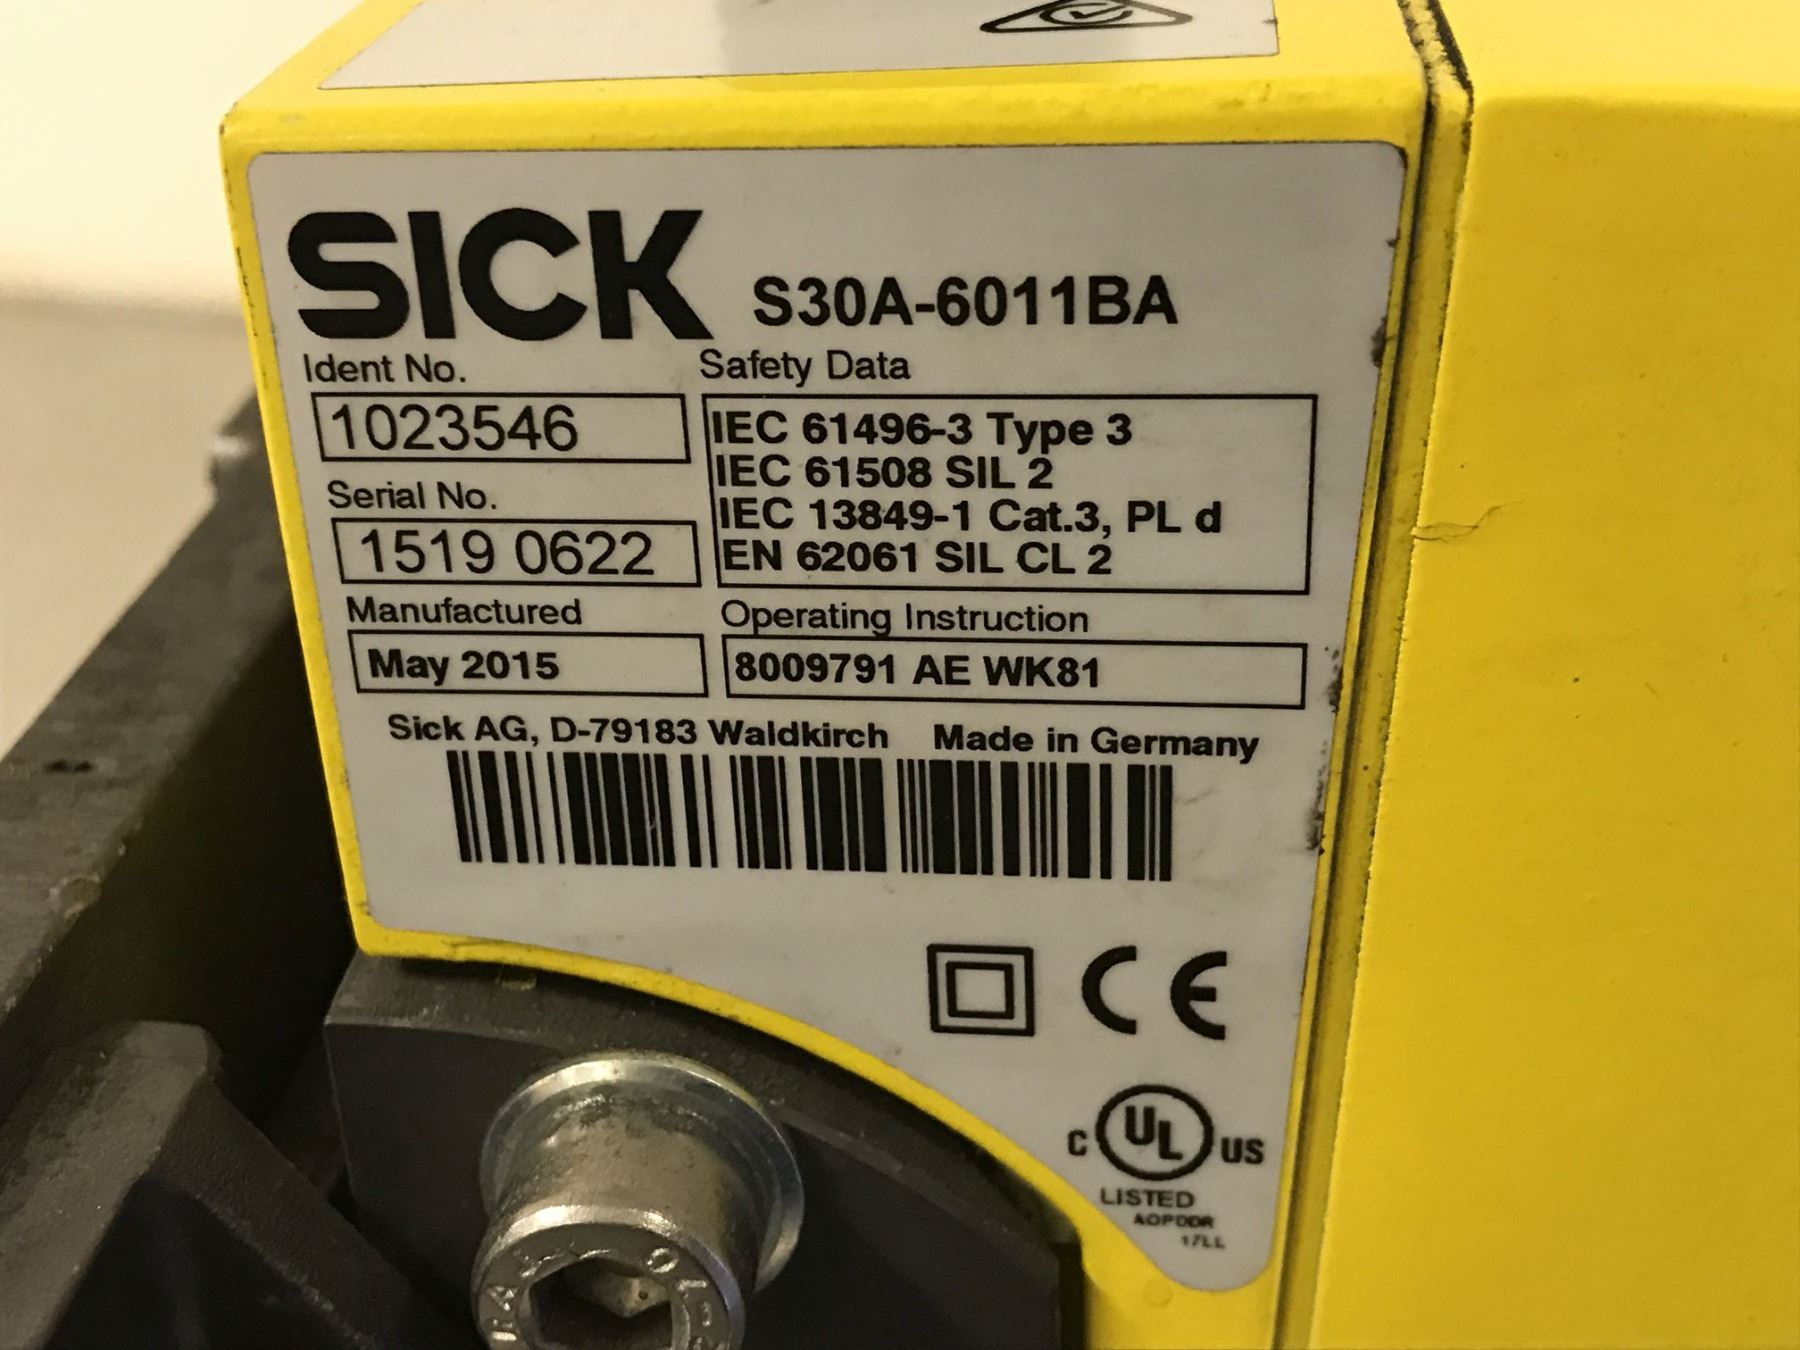 SICK S30A-6011BA
Ident No.
1023546
Serial No.
1519 0622
Manufactured
May 2015
Safety Data
IEC 61496-3 Type 3
IEC 61508 SIL 2
IEC 13849-1 Cat.3, PL d
EN 62061 SIL CL 2
Operating Instruction
8009791 AE WK81
Sick AG, D-79183 Waldkirch Made in Germany
CE
C UL US
LISTED
AOPDDR
17LL